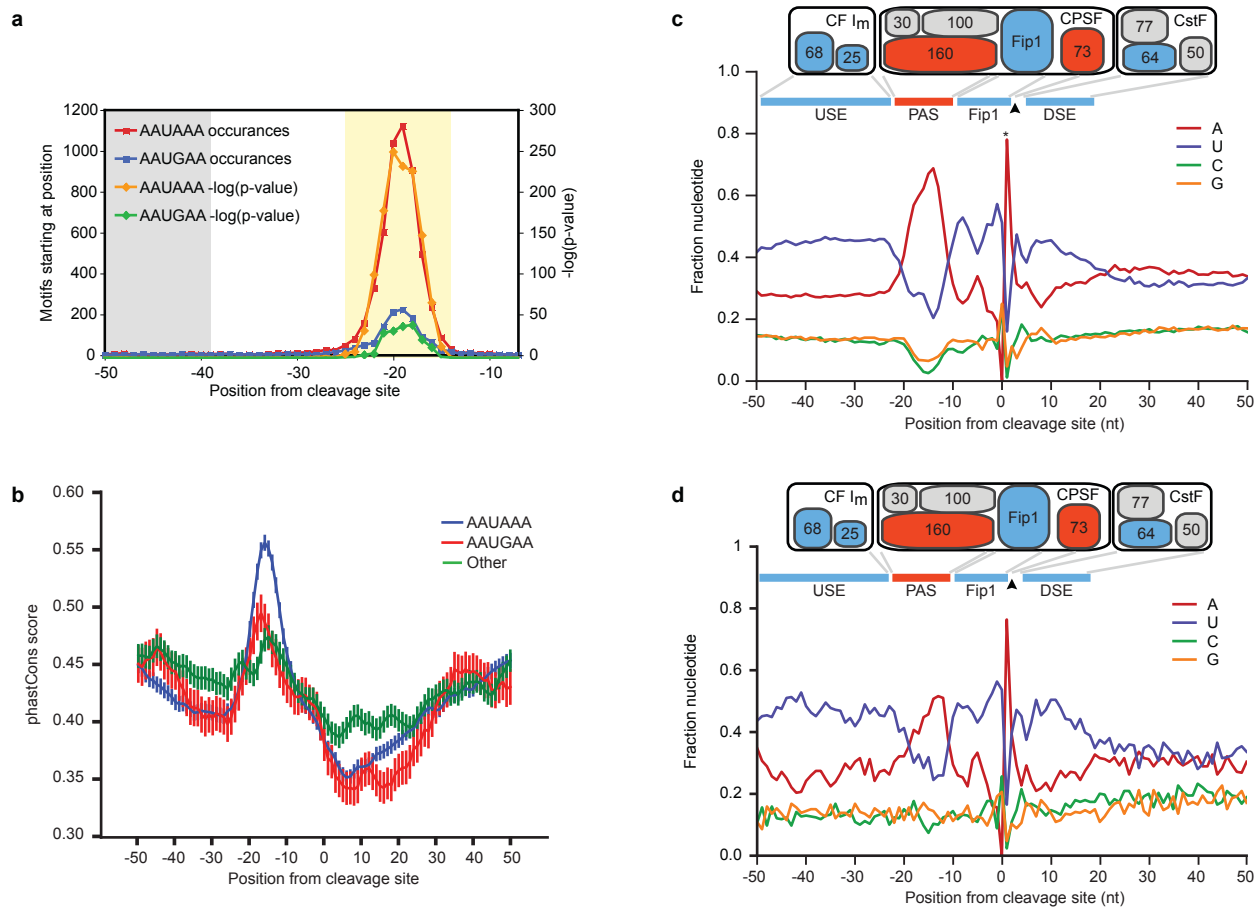 a
1200
1000
800
600
400
200
0
300
250
200
150
100
50
0
Motifs starting at position
-log(p-value)
AAUAAA occurances
AAUGAA occurances
AAUAAA -log(p-value)
AAUGAA -log(p-value)
-50 -40 -30 -20 -10
Position from cleavage site
b
0.60
0.55
0.50
0.45
0.40
0.35
0.30
phastCons score
AAUAAA
AAUGAA
Other
-50 -40 -30 -20 -10 0 10 20 30 40 50
Position from cleavage site
c
CF Im
68
25
30
100
160
Fip1
CPSF
73
77
CstF
64
50
USE
PAS
Fip1
DSE
1.0
0.8
0.6
0.4
0.2
0.0
Fraction nucleotide
*
A
U
C
G
-50 -40 -30 -20 -10 0 10 20 30 40 50
Position from cleavage site (nt)
d
CF Im
68
25
30
100
160
Fip1
CPSF
73
77
CstF
64
50
USE
PAS
Fip1
DSE
1
0.8
0.6
0.4
0.2
0.0
Fraction nucleotide
A
U
C
G
-50 -40 -30 -20 -10 0 10 20 30 40 50
Position from cleavage site (nt)